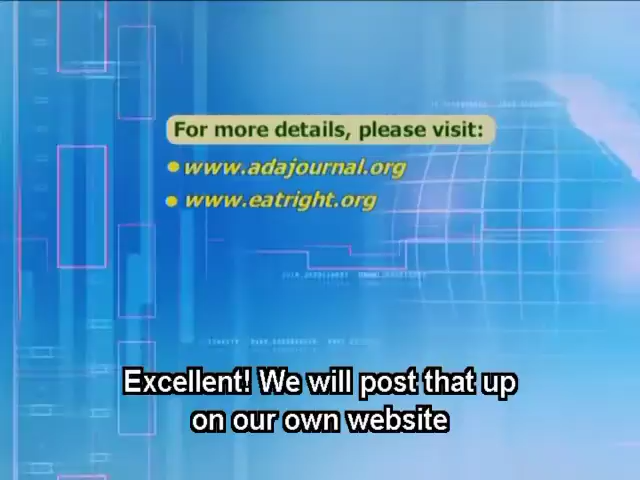 For more details, please visit:
• www.adajournal.org
• www.eatright.org
Excellent! We will post that up
on our own website